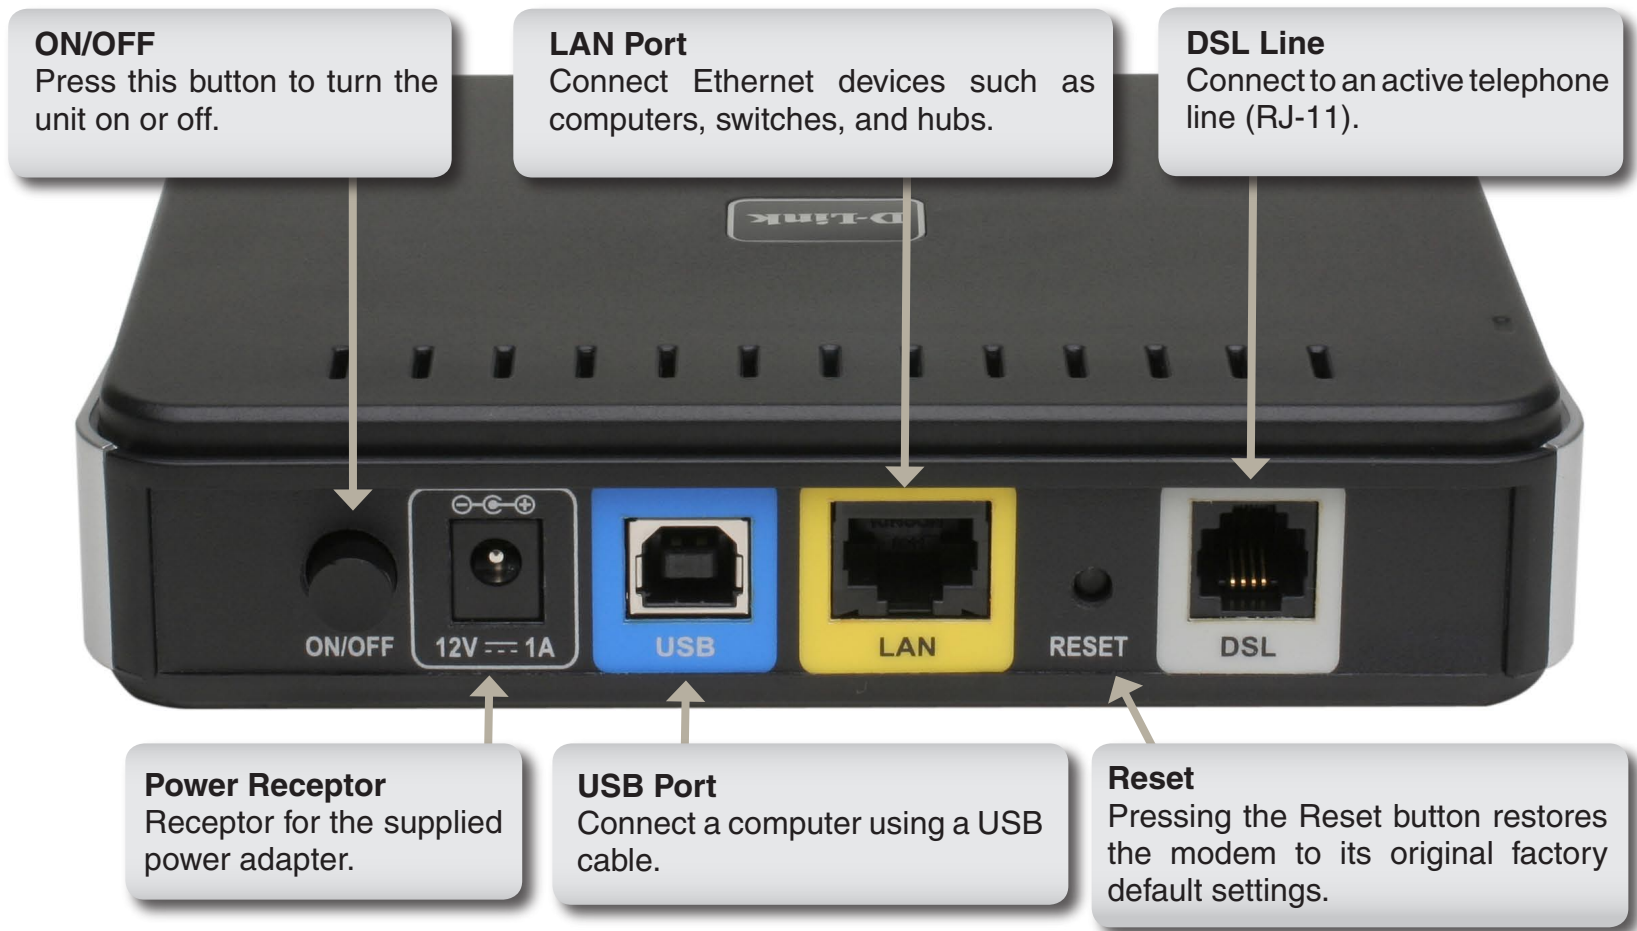 ON/OFF
Press this button to turn the
unit on or off.
LAN Port
Connect Ethernet devices such as
computers, switches, and hubs.
DSL Line
Connect to an active telephone
line (RJ-11).
D-Link
ON/OFF
12V 1A
USB
LAN
RESET
DSL
Power Receptor
Receptor for the supplied
power adapter.
USB Port
Connect a computer using a USB
cable.
Reset
Pressing the Reset button restores
the modem to its original factory
default settings.